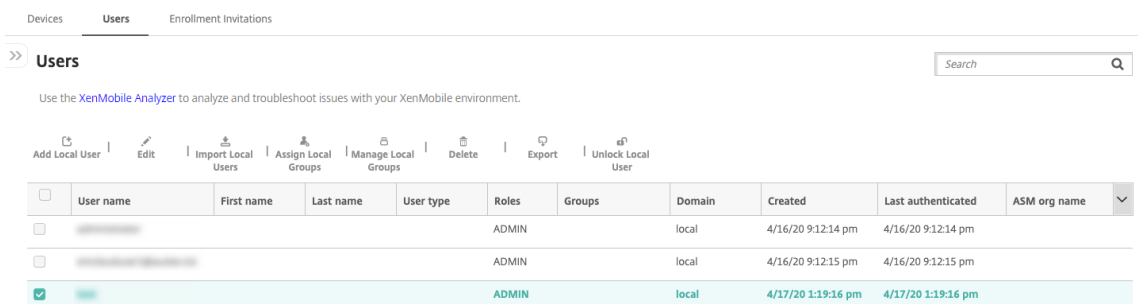 Devices Users Enrollment Invitations
Users
Search
Use the XenMobile Analyzer to analyze and troubleshoot issues with your XenMobile environment.
Add Local User Edit Import Local Users Assign Local Groups Manage Local Groups Delete Export Unlock Local User
User name First name Last name User type Roles Groups Domain Created Last authenticated ASM org name
ADMIN local 4/16/20 9:12:14 pm 4/16/20 9:12:14 pm
ADMIN local 4/16/20 9:12:15 pm 4/16/20 9:12:15 pm
ADMIN local 4/17/20 1:19:16 pm 4/17/20 1:19:16 pm